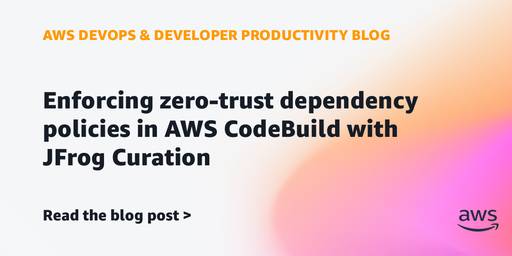 AWS DEVOPS & DEVELOPER PRODUCTIVITY BLOG
Enforcing zero-trust dependency
policies in AWS CodeBuild with
JFrog Curation
Read the blog post >
aws